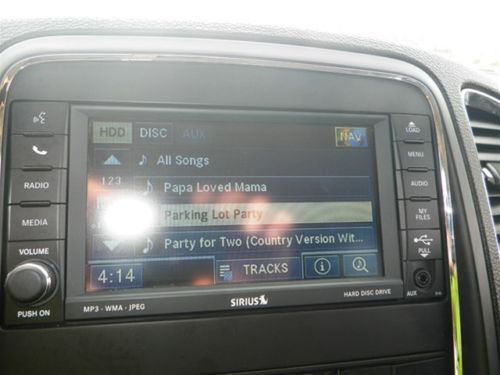 HDD DISC AUX NAV
LOAD
All Songs
MENU
123
RADIO
Papa Loved Mama
AUDIO
Parking Lot Party
MY FILES
MEDIA
Party for Two (Country Version Wit...
VOLUME
PULL
4:14 TRACKS
PUSH ON
MP3 - WMA - JPEG
SIRIUS
HARD DISC DRIVE
AUX